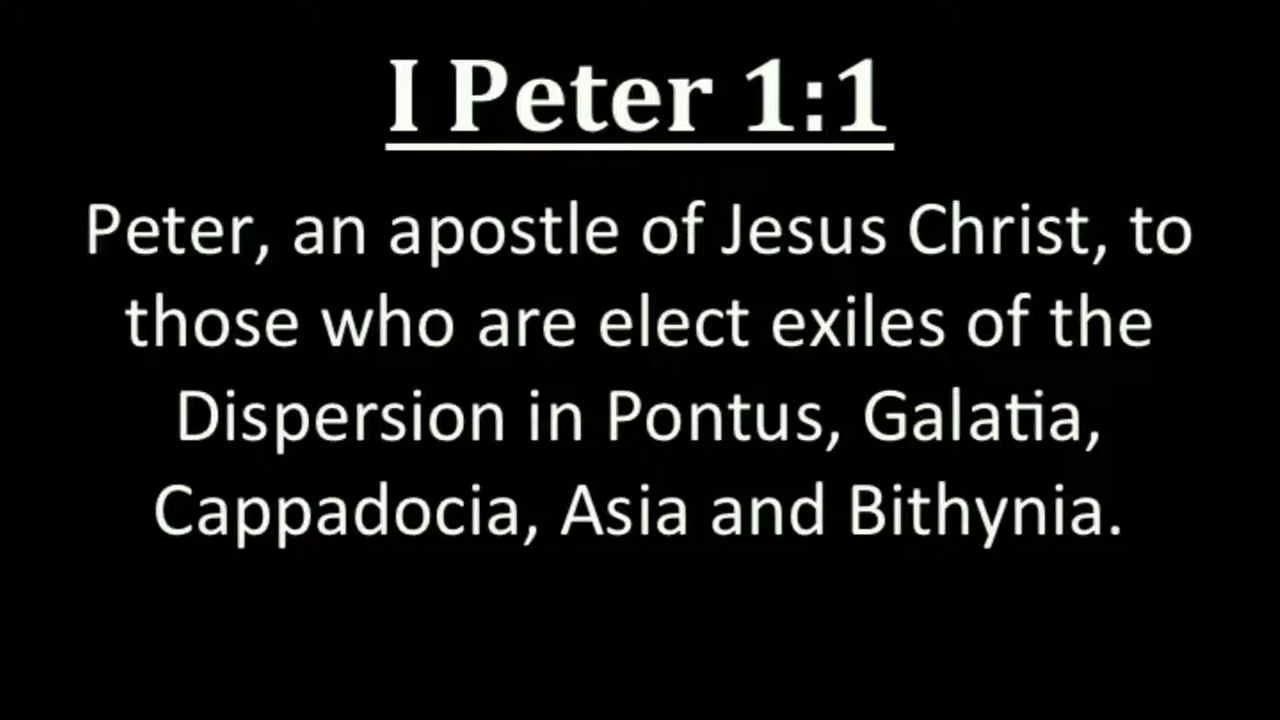 I Peter 1:1
Peter, an apostle of Jesus Christ, to
those who are elect exiles of the
Dispersion in Pontus, Galatia,
Cappadocia, Asia and Bithynia.